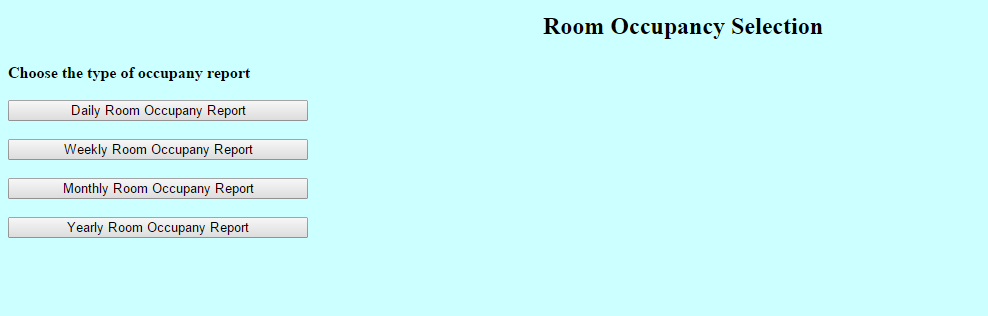 Room Occupancy Selection
Choose the type of occupany report
Daily Room Occupany Report
Weekly Room Occupany Report
Monthly Room Occupany Report
Yearly Room Occupany Report